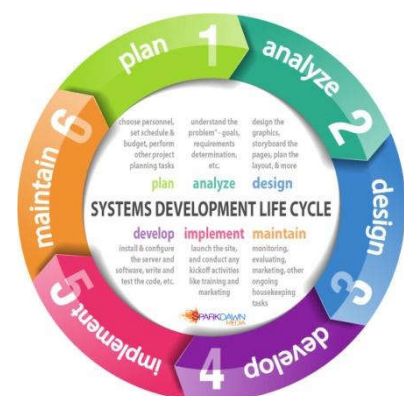 plan 1
analyze 2
design 3
develop 4
implement 5
maintain 6
choose personnel,
set schedule &
budget, perform
other project
planning tasks
plan
understand the
problem" - goals,
requirements
determination,
etc.
analyze
design the
graphics,
storyboard the
pages, plan the
layout, & more
design
SYSTEMS DEVELOPMENT LIFE CYCLE
develop
install & configure
the server and
software, write and
test the code, etc.
implement
launch the site,
and conduct any
kickoff activities
like training and
marketing
maintain
monitoring,
evaluating,
marketing, other
ongoing
housekeeping
tasks
SPARKDAWN
MEDIA